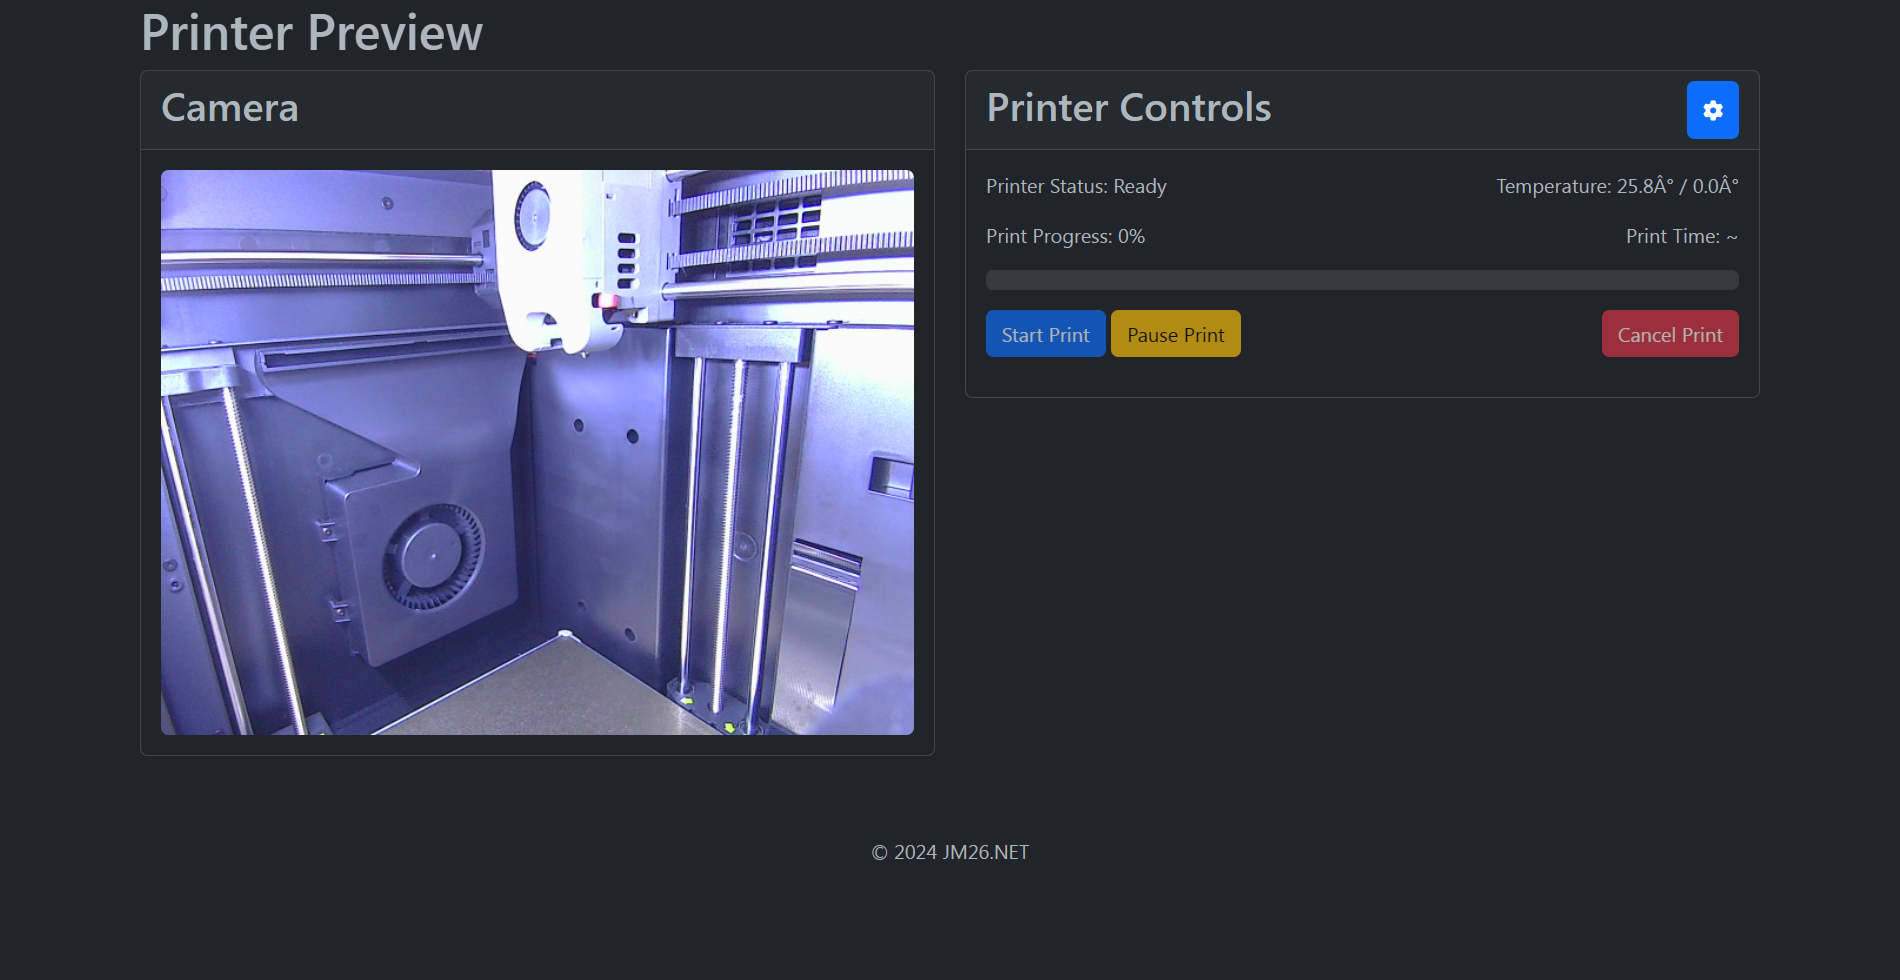 Printer Preview
Camera
Printer Controls
Printer Status: Ready
Temperature: 25.8Â° / 0.0Â°
Print Progress: 0%
Print Time: ~
Start Print
Pause Print
Cancel Print
© 2024 JM26.NET